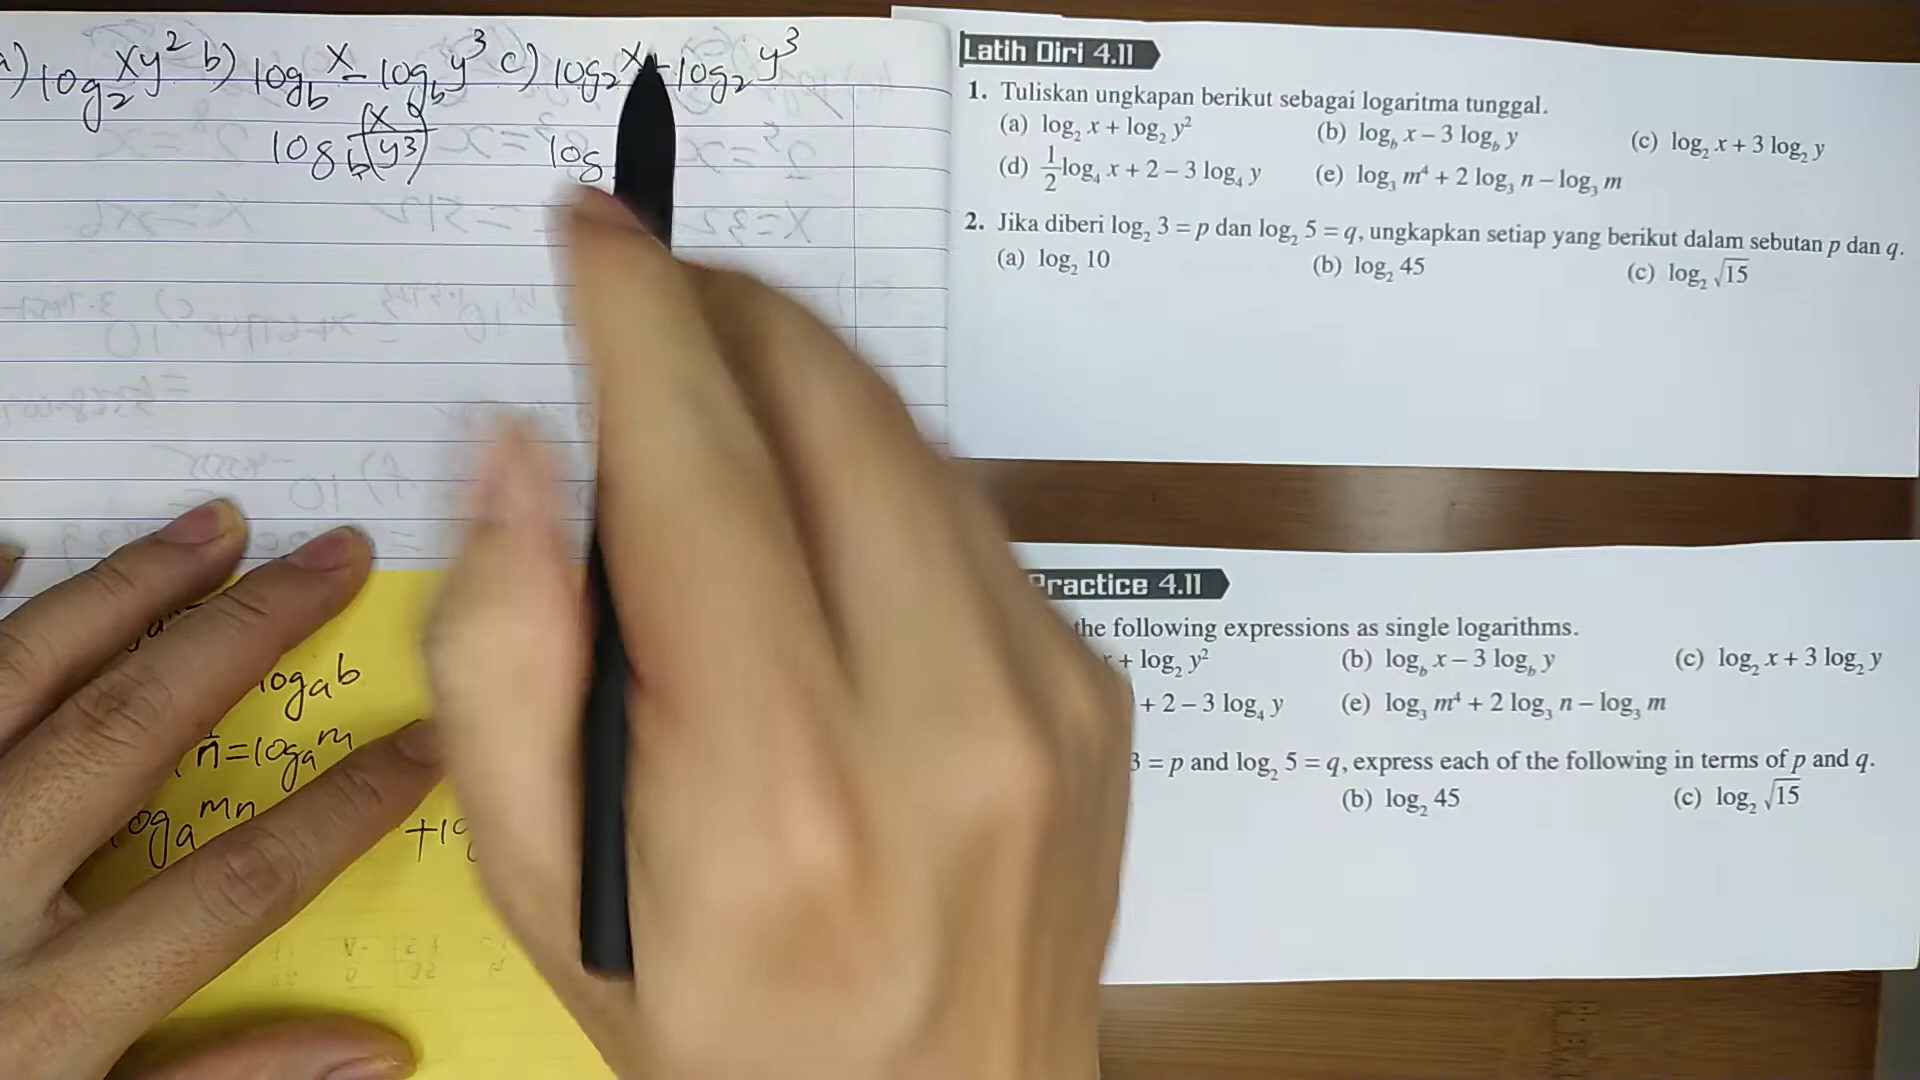 a) log₂ xy² b) log_b x - log_b y³ c) log₂ x + log₂ y³
log_b (x/y³) log
log_a b
n = log_a m
log_a mn
Latih Diri 4.11
1. Tuliskan ungkapan berikut sebagai logaritma tunggal.
(a) log₂ x + log₂ y² (b) log_b x – 3 log_b y (c) log₂ x + 3 log₂ y
(d) ½ log₄ x + 2 – 3 log₄ y (e) log₃ m⁴ + 2 log₃ n – log₃ m
2. Jika diberi log₂ 3 = p dan log₂ 5 = q, ungkapkan setiap yang berikut dalam sebutan p dan q.
(a) log₂ 10 (b) log₂ 45 (c) log₂ √15
Practice 4.11
the following expressions as single logarithms.
+ log₂ y² (b) log_b x – 3 log_b y (c) log₂ x + 3 log₂ y
+ 2 – 3 log₄ y (e) log₃ m⁴ + 2 log₃ n – log₃ m
3 = p and log₂ 5 = q, express each of the following in terms of p and q.
(b) log₂ 45 (c) log₂ √15